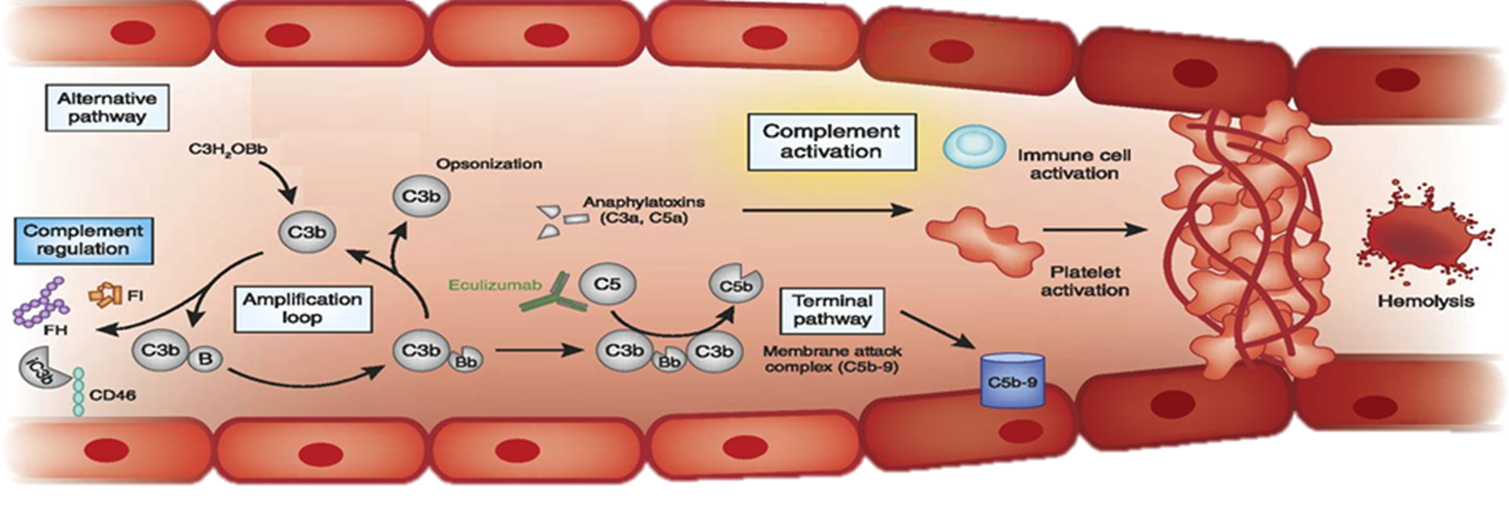 Alternative
pathway
C3H₂OBb
C3b
Opsonization
C3b
Complement
regulation
FI
FH
iC3b
CD46
C3b
B
Amplification
loop
C3b
Bb
Anaphylatoxins
(C3a, C5a)
Eculizumab
C5
C5b
C3b
Bb
C3b
Terminal
pathway
Membrane attack
complex (C5b-9)
C5b-9
Complement
activation
Immune cell
activation
Platelet
activation
Hemolysis